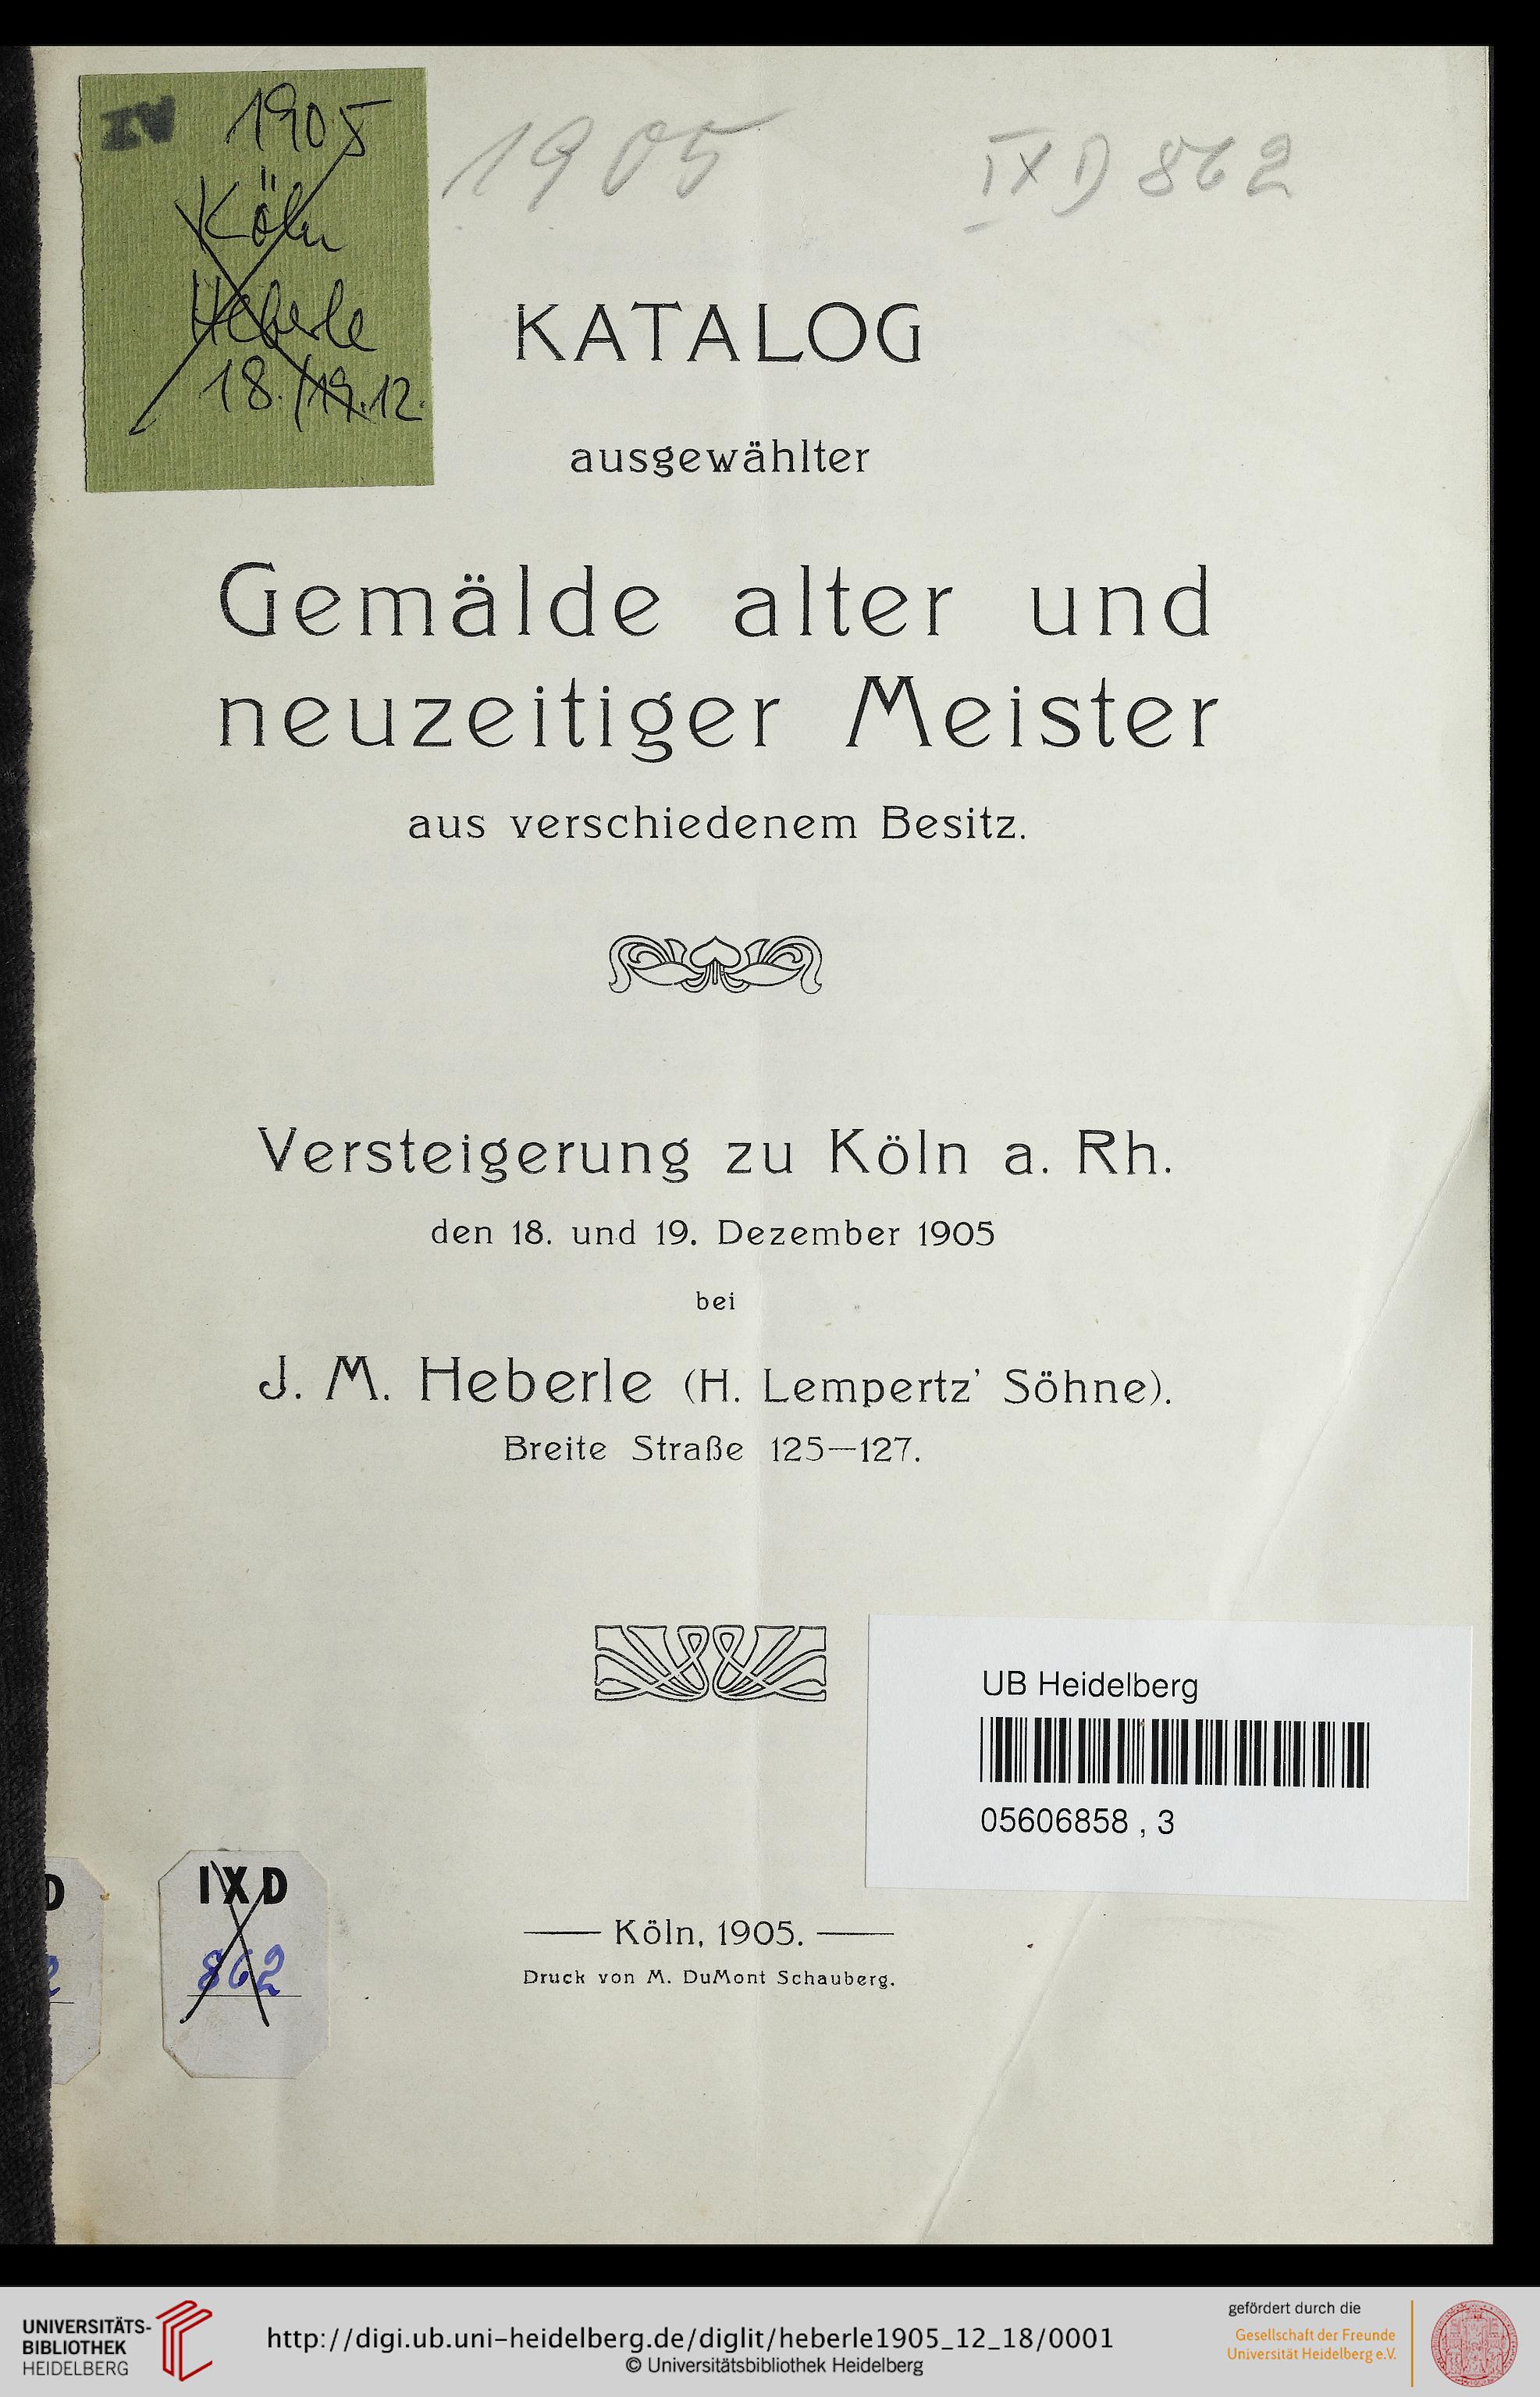 1905
Köln
Heberle
18./19.12.
1905
IX D 862
KATALOG
ausgewählter
Gemälde alter und
neuzeitiger Meister
aus verschiedenem Besitz.
Versteigerung zu Köln a. Rh.
den 18. und 19. Dezember 1905
bei
J. M. Heberle (H. Lempertz' Söhne).
Breite Straße 125—127.
UB Heidelberg
05606858 , 3
D
2
IXD
862
Köln, 1905.
Druck von M. DuMont Schauberg.
UNIVERSITÄTS-
BIBLIOTHEK
HEIDELBERG
http://digi.ub.uni-heidelberg.de/diglit/heberle1905_12_18/0001
© Universitätsbibliothek Heidelberg
gefördert durch die
Gesellschaft der Freunde
Universität Heidelberg e.V.